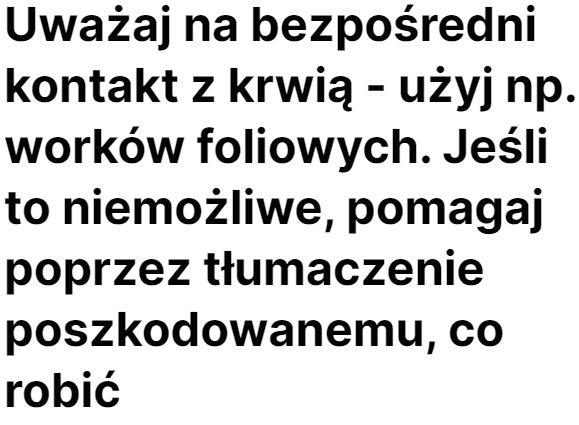 Uważaj na bezpośredni
kontakt z krwią - użyj np.
worków foliowych. Jeśli
to niemożliwe, pomagaj
poprzez tłumaczenie
poszkodowanemu, co
robić